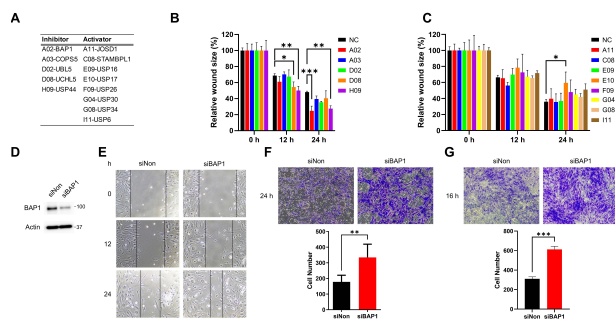 A
Inhibitor Activator
A02-BAP1 A11-JOSD1
A03-COPS5 C08-STAMBPL1
D02-UBL5 E09-USP16
D08-UCHL5 E10-USP17
H09-USP44 F09-USP26
G04-USP30
G08-USP34
I11-USP6
B
Relative wound size (%)
120
100
80
60
40
20
0
** **
* ***
0 h 12 h 24 h
NC
A02
A03
D02
D08
H09
C
Relative wound size (%)
120
100
80
60
40
20
0
*
0 h 12 h 24 h
NC
A11
C08
E09
E10
F09
G04
G08
I11
D
siNon siBAP1
BAP1 -100
Actin -37
E
h siNon siBAP1
0
12
24
F
siNon siBAP1
24 h
Cell Number
500
400
300
200
100
0
**
siNon siBAP1
G
siNon siBAP1
16 h
Cell Number
800
600
400
200
0
***
siNon siBAP1